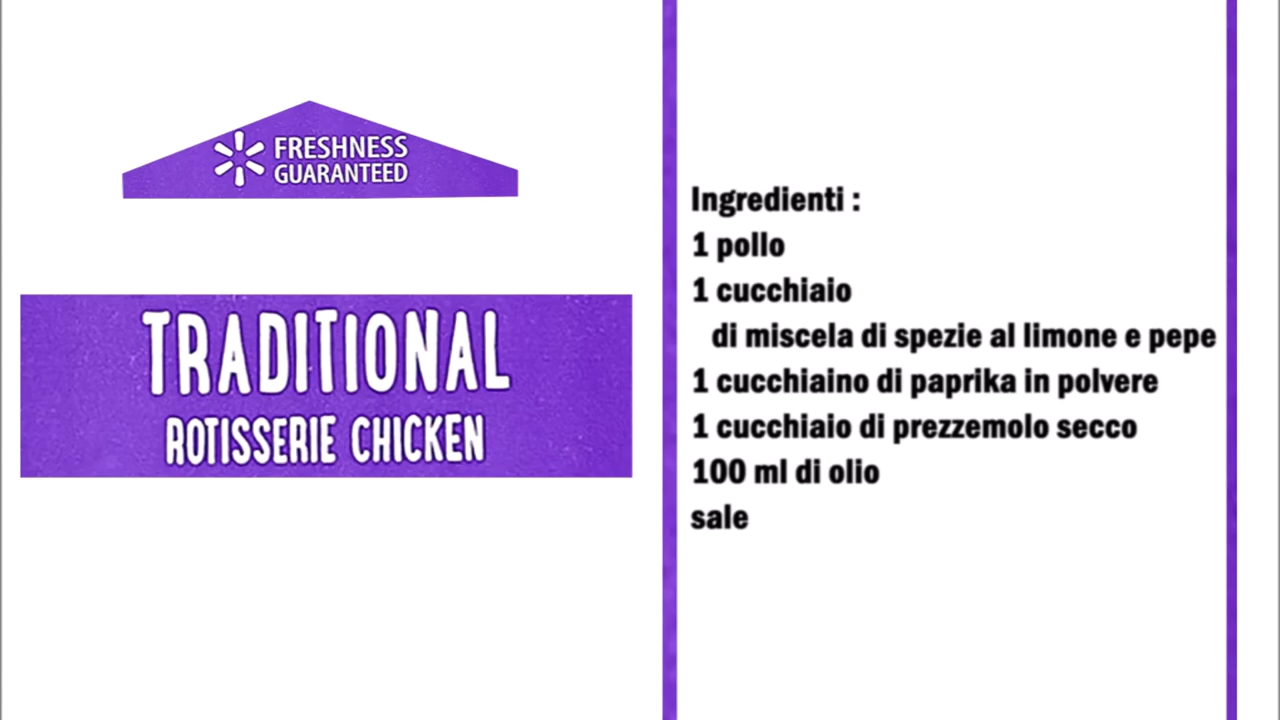 FRESHNESS
GUARANTEED
TRADITIONAL
ROTISSERIE CHICKEN
Ingredienti :
1 pollo
1 cucchiaio
di miscela di spezie al limone e pepe
1 cucchiaino di paprika in polvere
1 cucchiaio di prezzemolo secco
100 ml di olio
sale